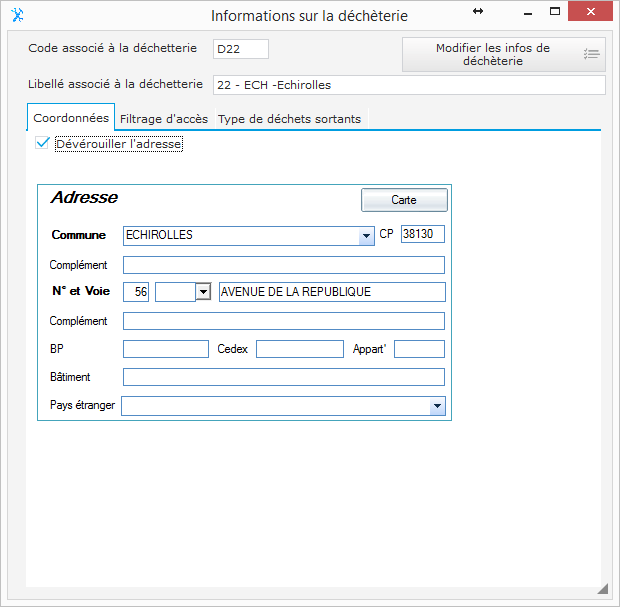 Informations sur la déchèterie
Code associé à la déchetterie D22
Modifier les infos de
déchèterie
Libellé associé à la déchetterie 22 - ECH -Echirolles
Coordonnées Filtrage d'accès Type de déchets sortants
Dévérouiller l'adresse
Adresse Carte
Commune ECHIROLLES CP 38130
Complément
N° et Voie 56 AVENUE DE LA REPUBLIQUE
Complément
BP Cedex Appart'
Bâtiment
Pays étranger